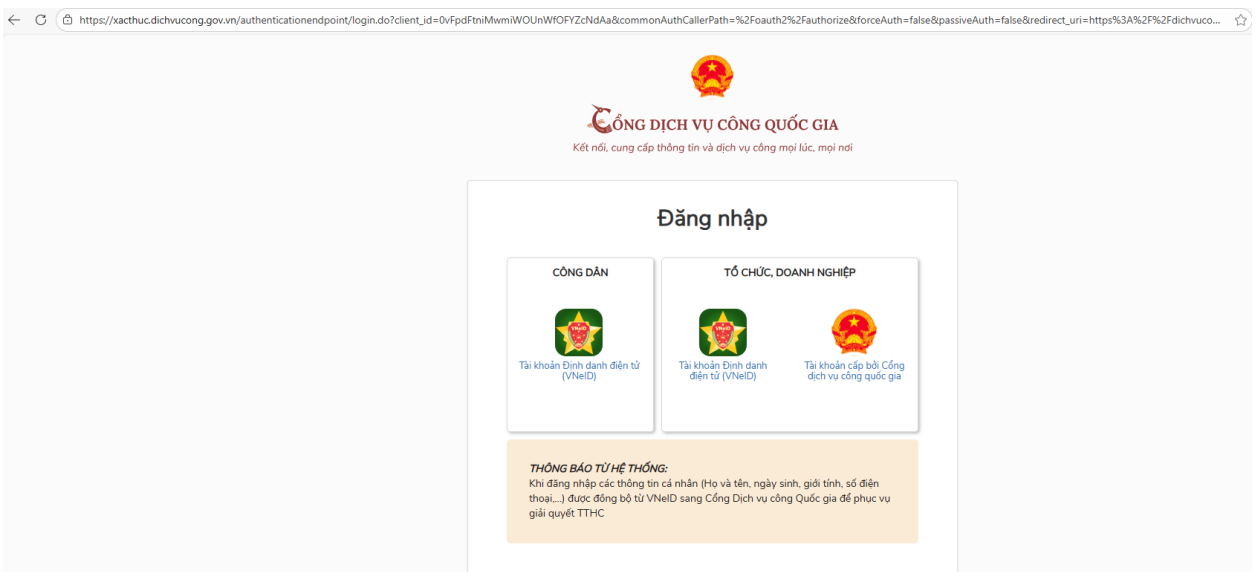 https://xacthuc.dichvucong.gov.vn/authenticationendpoint/login.do?client_id=0vFpdFtniMwmiWOUnWfOFYZcNdAa&commonAuthCallerPath=%2Foauth2%2Fauthorize&forceAuth=false&passiveAuth=false&redirect_uri=https%3A%2F%2Fdichvuco...
CỔNG DỊCH VỤ CÔNG QUỐC GIA
Kết nối, cung cấp thông tin và dịch vụ công mọi lúc, mọi nơi
Đăng nhập
CÔNG DÂN
VNeID
Tài khoản Định danh điện tử
(VNeID)
TỔ CHỨC, DOANH NGHIỆP
VNeID
Tài khoản Định danh
điện tử (VNeID)
Tài khoản cấp bởi Cổng
dịch vụ công quốc gia
THÔNG BÁO TỪ HỆ THỐNG:
Khi đăng nhập các thông tin cá nhân (Họ và tên, ngày sinh, giới tính, số điện
thoại,...) được đồng bộ từ VNeID sang Cổng Dịch vụ công Quốc gia để phục vụ
giải quyết TTHC